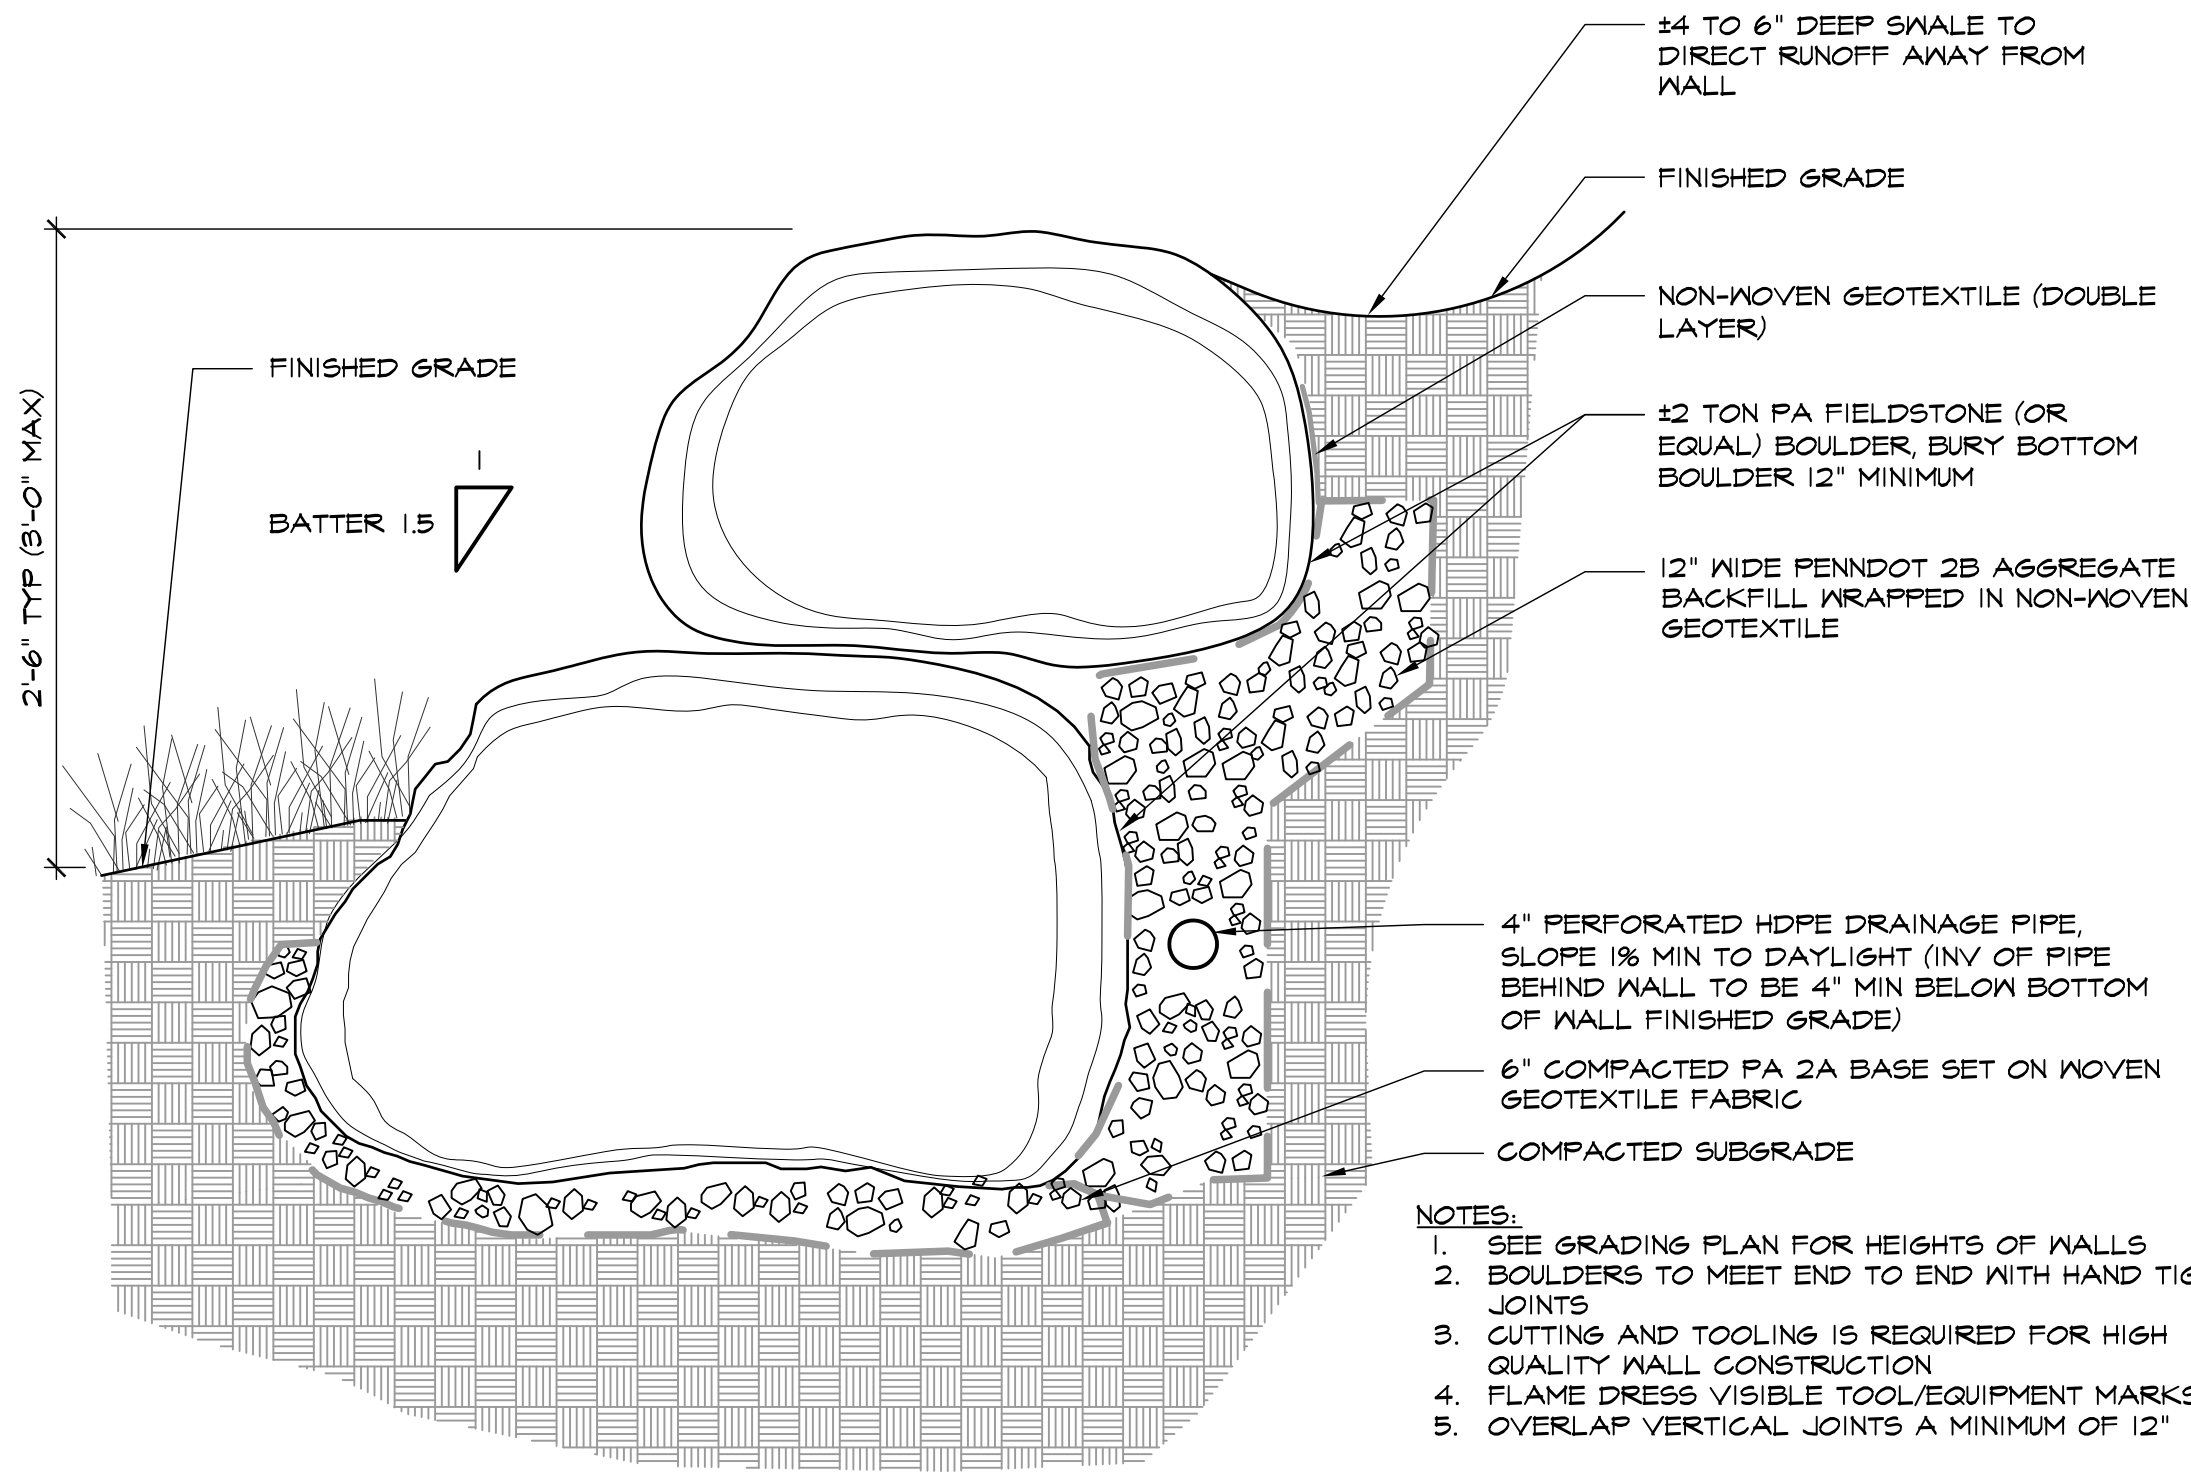 ±4 TO 6" DEEP SWALE TO
DIRECT RUNOFF AWAY FROM
WALL
FINISHED GRADE
NON-WOVEN GEOTEXTILE (DOUBLE
LAYER)
±2 TON PA FIELDSTONE (OR
EQUAL) BOULDER, BURY BOTTOM
BOULDER 12" MINIMUM
12" WIDE PENNDOT 2B AGGREGATE
BACKFILL WRAPPED IN NON-WOVEN
GEOTEXTILE
FINISHED GRADE
1
BATTER 1.5
2'-6" TYP (3'-0" MAX)
4" PERFORATED HDPE DRAINAGE PIPE,
SLOPE 1% MIN TO DAYLIGHT (INV OF PIPE
BEHIND WALL TO BE 4" MIN BELOW BOTTOM
OF WALL FINISHED GRADE)
6" COMPACTED PA 2A BASE SET ON WOVEN
GEOTEXTILE FABRIC
COMPACTED SUBGRADE
NOTES:
1. SEE GRADING PLAN FOR HEIGHTS OF WALLS
2. BOULDERS TO MEET END TO END WITH HAND
JOINTS
3. CUTTING AND TOOLING IS REQUIRED FOR HIGH
QUALITY WALL CONSTRUCTION
4. FLAME DRESS VISIBLE TOOL/EQUIPMENT MARKS
5. OVERLAP VERTICAL JOINTS A MINIMUM OF 12"